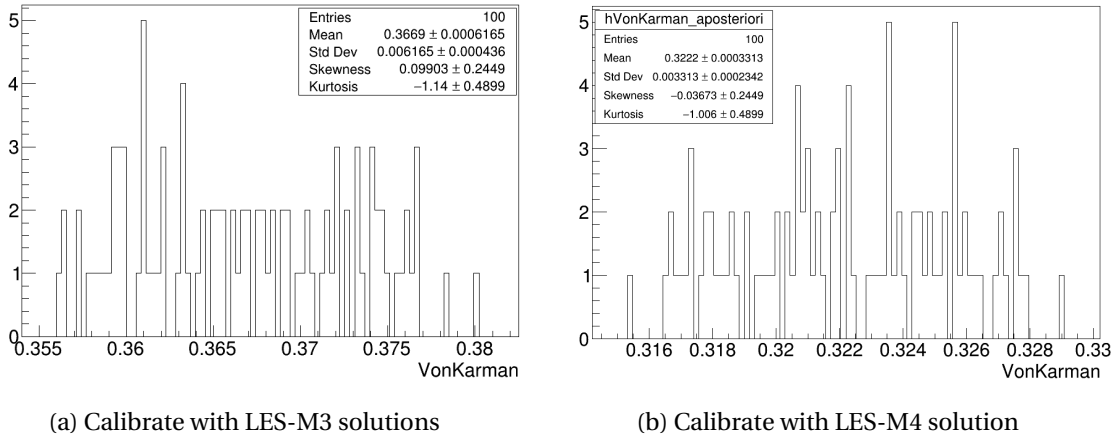 Entries 100
Mean 0.3669 ± 0.0006165
Std Dev 0.006165 ± 0.000436
Skewness 0.09903 ± 0.2449
Kurtosis −1.14 ± 0.4899
5
4
3
2
1
0
0.355 0.36 0.365 0.37 0.375 0.38
VonKarman
(a) Calibrate with LES-M3 solutions
hVonKarman_aposteriori
Entries 100
Mean 0.3222 ± 0.0003313
Std Dev 0.003313 ± 0.0002342
Skewness −0.03673 ± 0.2449
Kurtosis −1.006 ± 0.4899
5
4
3
2
1
0
0.316 0.318 0.32 0.322 0.324 0.326 0.328 0.33
VonKarman
(b) Calibrate with LES-M4 solution